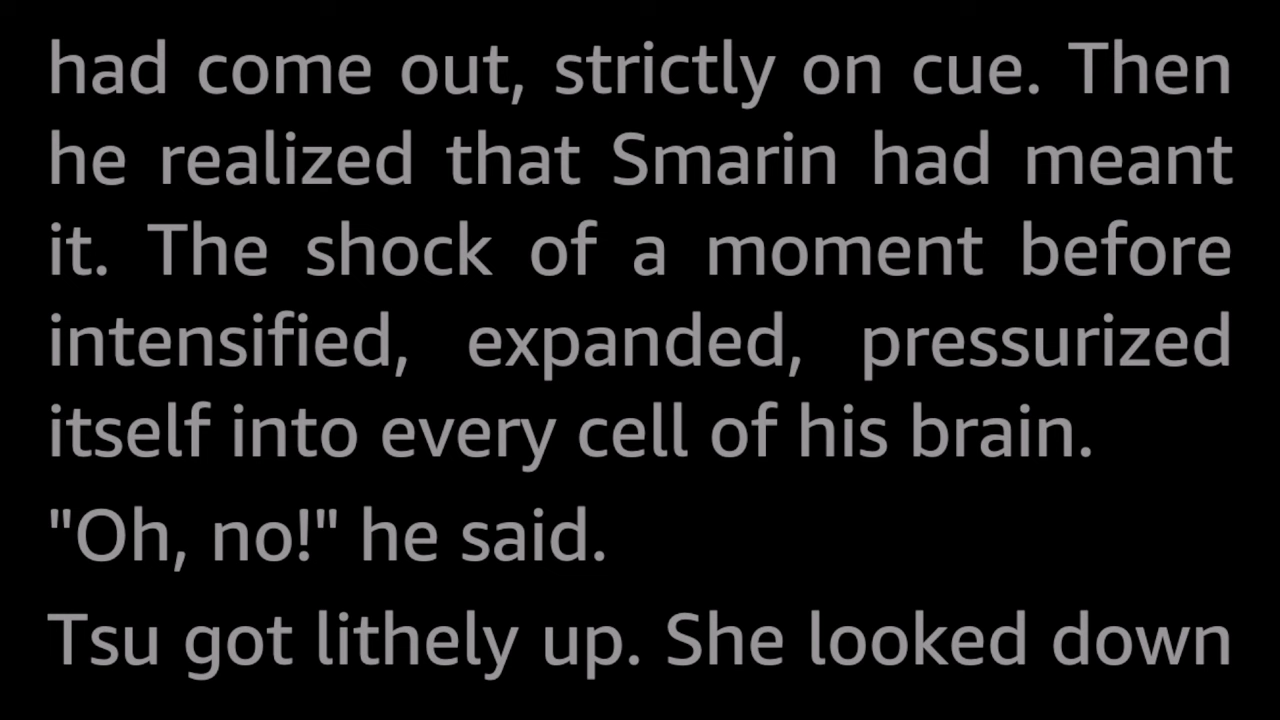 had come out, strictly on cue. Then
he realized that Smarin had meant
it. The shock of a moment before
intensified, expanded, pressurized
itself into every cell of his brain.
"Oh, no!" he said.
Tsu got lithely up. She looked down